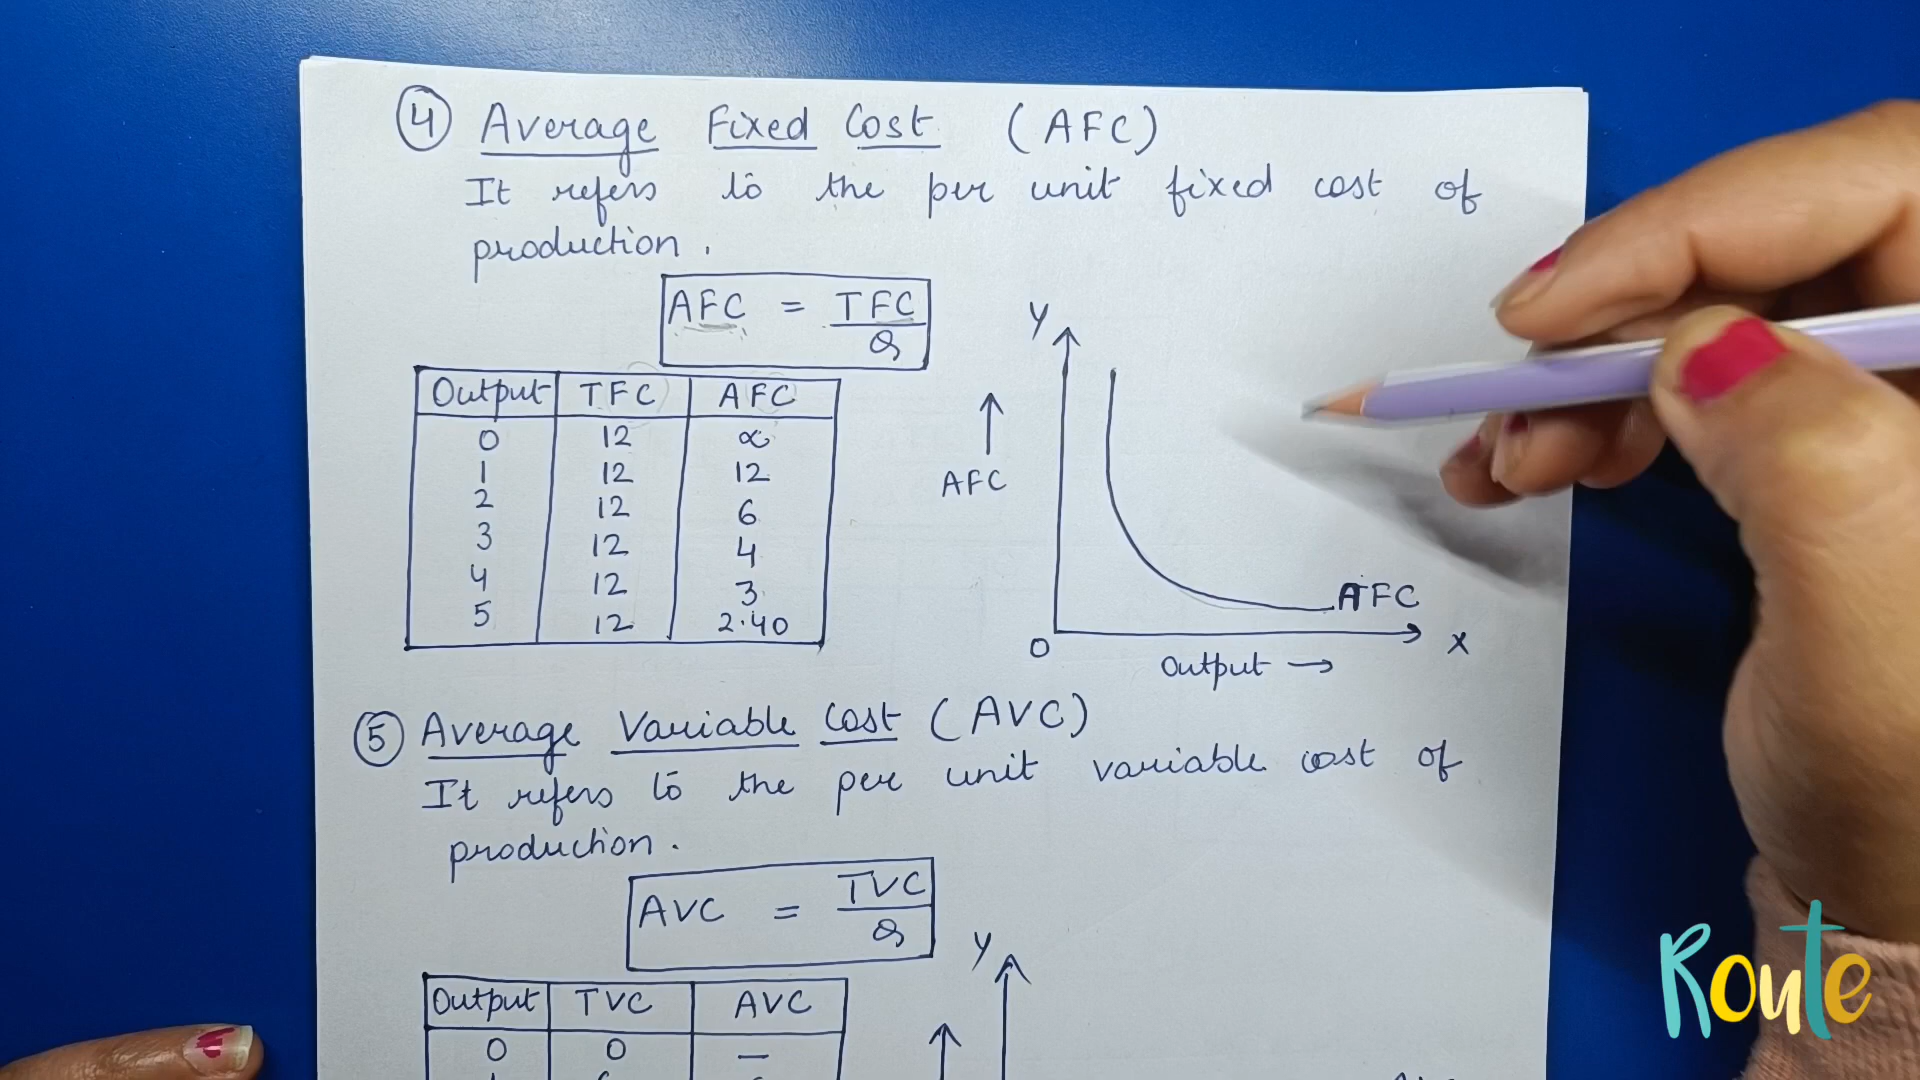 ④ Average Fixed Cost (AFC)
It refers to the per unit fixed cost of
production.
AFC = TFC / Q
Output TFC AFC
0 12 ∞
1 12 12
2 12 6
3 12 4
4 12 3
5 12 2.40
Y
AFC
AFC
O
X
Output →
⑤ Average Variable Cost (AVC)
It refers to the per unit variable cost of
production.
AVC = TVC / Q
Output TVC AVC
0 0 —
Y
Route